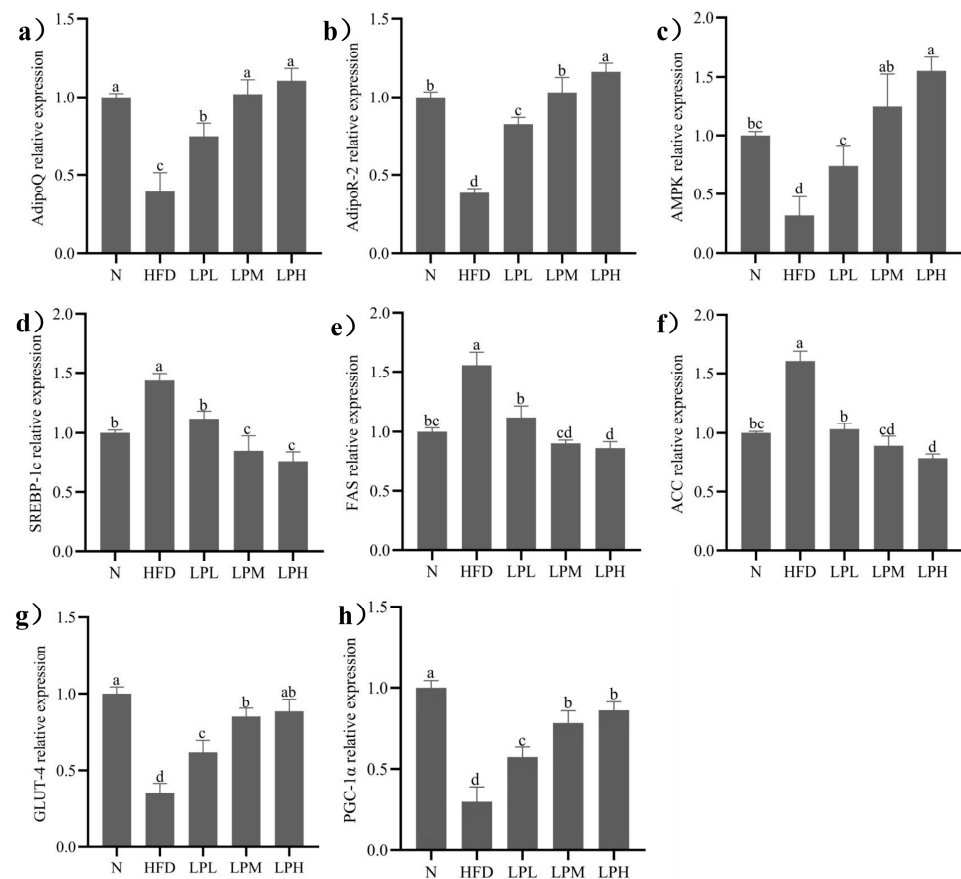 a)
AdipoQ relative expression
1.5
1.0
0.5
0.0
a
c
b
a
a
N HFD LPL LPM LPH
b)
AdipoR-2 relative expression
1.5
1.0
0.5
0.0
b
d
c
b
a
N HFD LPL LPM LPH
c)
AMPK relative expression
2.0
1.5
1.0
0.5
0.0
bc
d
c
ab
a
N HFD LPL LPM LPH
d)
SREBP-1c relative expression
2.0
1.5
1.0
0.5
0.0
b
a
b
c
c
N HFD LPL LPM LPH
e)
FAS relative expression
2.0
1.5
1.0
0.5
0.0
bc
a
b
cd
d
N HFD LPL LPM LPH
f)
ACC relative expression
2.0
1.5
1.0
0.5
0.0
bc
a
b
cd
d
N HFD LPL LPM LPH
g)
GLUT-4 relative expression
1.5
1.0
0.5
0.0
a
d
c
b
ab
N HFD LPL LPM LPH
h)
PGC-1α relative expression
1.5
1.0
0.5
0.0
a
d
c
b
b
N HFD LPL LPM LPH